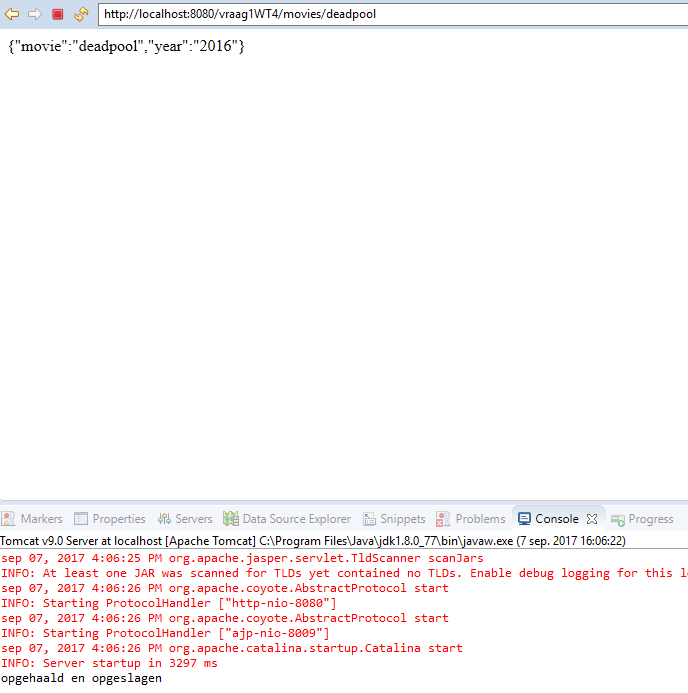 http://localhost:8080/vraag1WT4/movies/deadpool
{"movie":"deadpool","year":"2016"}
Markers Properties Servers Data Source Explorer Snippets Problems Console Progress
Tomcat v9.0 Server at localhost [Apache Tomcat] C:\Program Files\Java\jdk1.8.0_77\bin\javaw.exe (7 sep. 2017 16:06:22)
sep 07, 2017 4:06:25 PM org.apache.jasper.servlet.TldScanner scanJars
INFO: At least one JAR was scanned for TLDs yet contained no TLDs. Enable debug logging for this
sep 07, 2017 4:06:26 PM org.apache.coyote.AbstractProtocol start
INFO: Starting ProtocolHandler ["http-nio-8080"]
sep 07, 2017 4:06:26 PM org.apache.coyote.AbstractProtocol start
INFO: Starting ProtocolHandler ["ajp-nio-8009"]
sep 07, 2017 4:06:26 PM org.apache.catalina.startup.Catalina start
INFO: Server startup in 3297 ms
opgehaald en opgeslagen